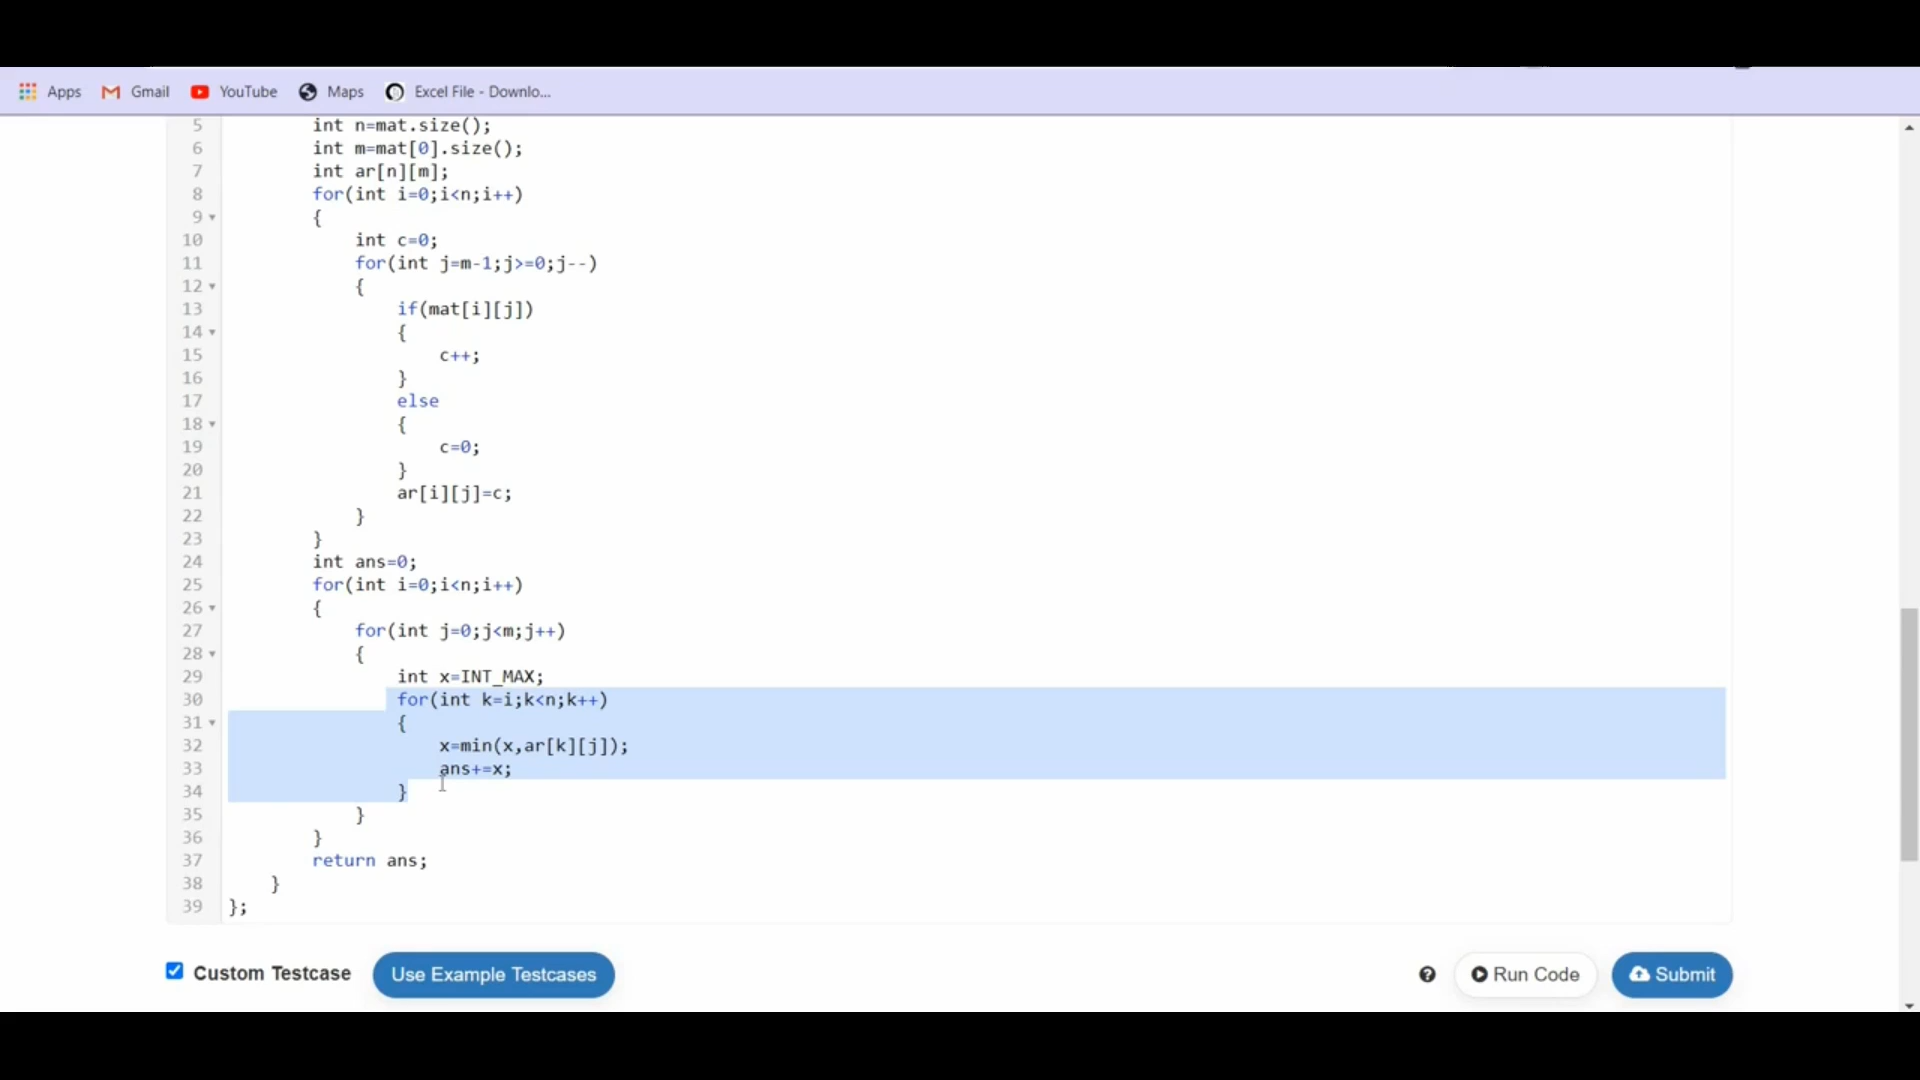 Apps Gmail YouTube Maps Excel File - Downlo...
5 int n=mat.size();
6 int m=mat[0].size();
7 int ar[n][m];
8 for(int i=0;i<n;i++)
9 {
10 int c=0;
11 for(int j=m-1;j>=0;j--)
12 {
13 if(mat[i][j])
14 {
15 c++;
16 }
17 else
18 {
19 c=0;
20 }
21 ar[i][j]=c;
22 }
23 }
24 int ans=0;
25 for(int i=0;i<n;i++)
26 {
27 for(int j=0;j<m;j++)
28 {
29 int x=INT_MAX;
30 for(int k=i;k<n;k++)
31 {
32 x=min(x,ar[k][j]);
33 ans+=x;
34 }
35 }
36 }
37 return ans;
38 }
39 };
Custom Testcase Use Example Testcases ? Run Code Submit